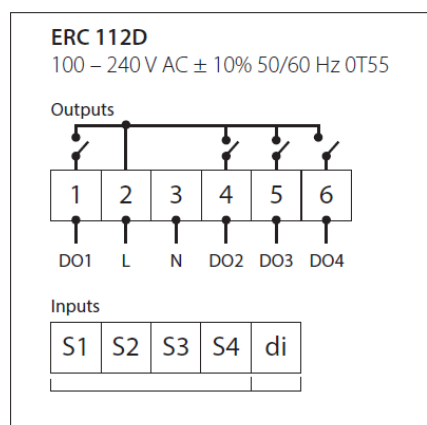 ERC 112D
100 – 240 V AC ± 10% 50/60 Hz 0T55
Outputs
1 2 3 4 5 6
DO1 L N DO2 DO3 DO4
Inputs
S1 S2 S3 S4 di